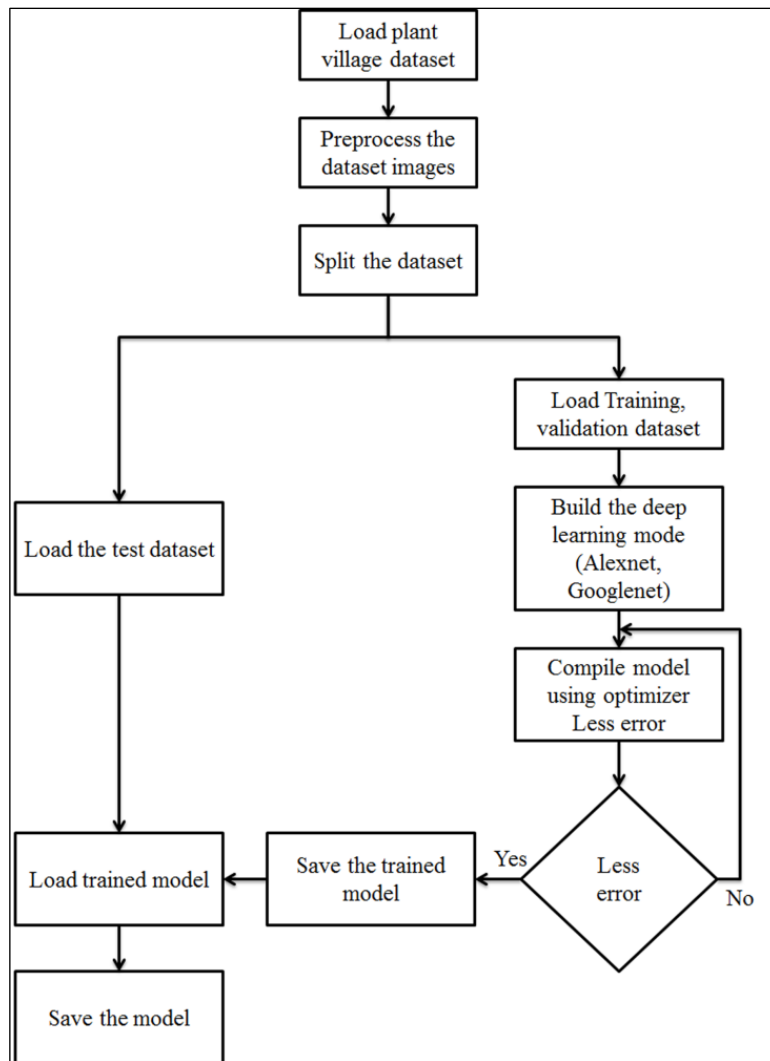 Load plant
village dataset
Preprocess the
dataset images
Split the dataset
Load Training,
validation dataset
Build the deep
learning mode
(Alexnet,
Googlenet)
Load the test dataset
Compile model
using optimizer
Less error
Less
error
Yes
No
Save the trained
model
Load trained model
Save the model